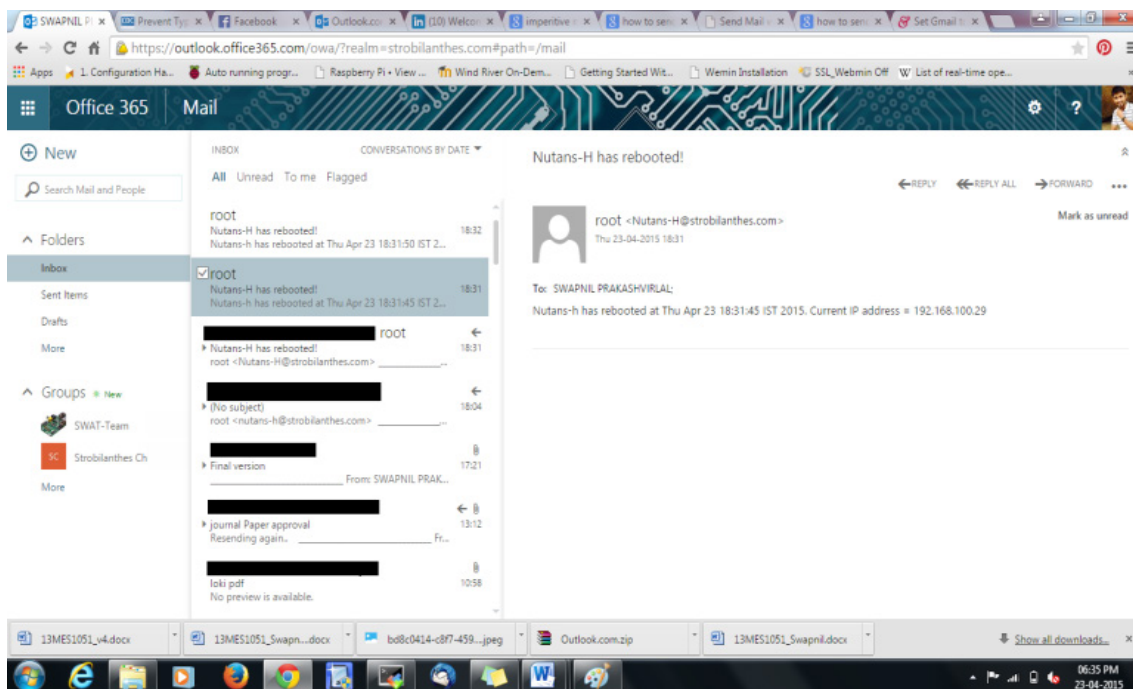 SWAPNIL P
Prevent Typ
Facebook
Outlook.co
(10) Welcon
imperitive
how to sen
Send Mail
how to sen
Set Gmail
https://outlook.office365.com/owa/?realm=strobilanthes.com#path=/mail
Apps 1. Configuration Ha... Auto running progr... Raspberry Pi • View ... Wind River On-Dem... Getting Started Wit... Wemin Installation SSL_Webmin Off List of real-time ope...
Office 365 Mail ?
New
Search Mail and People
Folders
Inbox
Sent Items
Drafts
More
Groups New
SWAT-Team
SC Strobilanthes Ch
More
INBOX CONVERSATIONS BY DATE
All Unread To me Flagged
root
Nutans-H has rebooted! 18:32
Nutans-h has rebooted at Thu Apr 23 18:31:50 IST 2...
root
Nutans-H has rebooted! 18:31
Nutans-h has rebooted at Thu Apr 23 18:31:45 IST 2...
root
Nutans-H has rebooted! 18:31
root <Nutans-H@strobilanthes.com> ____________...
(No subject) 18:04
root <nutans-h@strobilanthes.com> ____________...
Final version 17:21
________________________ From: SWAPNIL PRAK...
journal Paper approval 13:12
Resending again.. ________________________ Fr...
loki pdf 10:58
No preview is available.
Nutans-H has rebooted!
REPLY REPLY ALL FORWARD ...
root <Nutans-H@strobilanthes.com> Mark as unread
Thu 23-04-2015 18:31
To: SWAPNIL PRAKASHVIRLAL;
Nutans-h has rebooted at Thu Apr 23 18:31:45 IST 2015. Current IP address = 192.168.100.29
13MES1051_v4.docx 13MES1051_Swapn....docx bd8c0414-c8f7-459....jpeg Outlook.com.zip 13MES1051_Swapnil.docx Show all downloads...
06:35 PM
23-04-2015